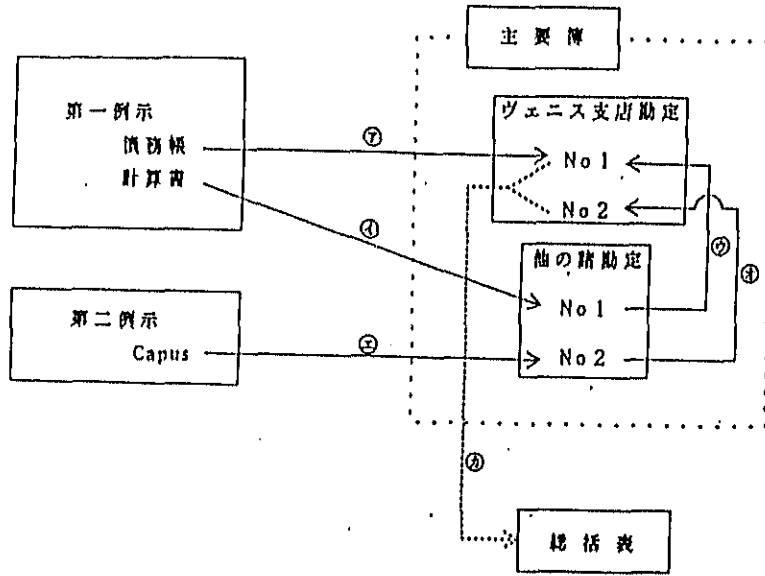 主要簿
第一例示
債務帳
計算書
㋐
㋑
ヴェニス支店勘定
No 1
No 2
㋒
㋔
他の諸勘定
No 1
No 2
第二例示
Capus
㋓
㋕
総括表